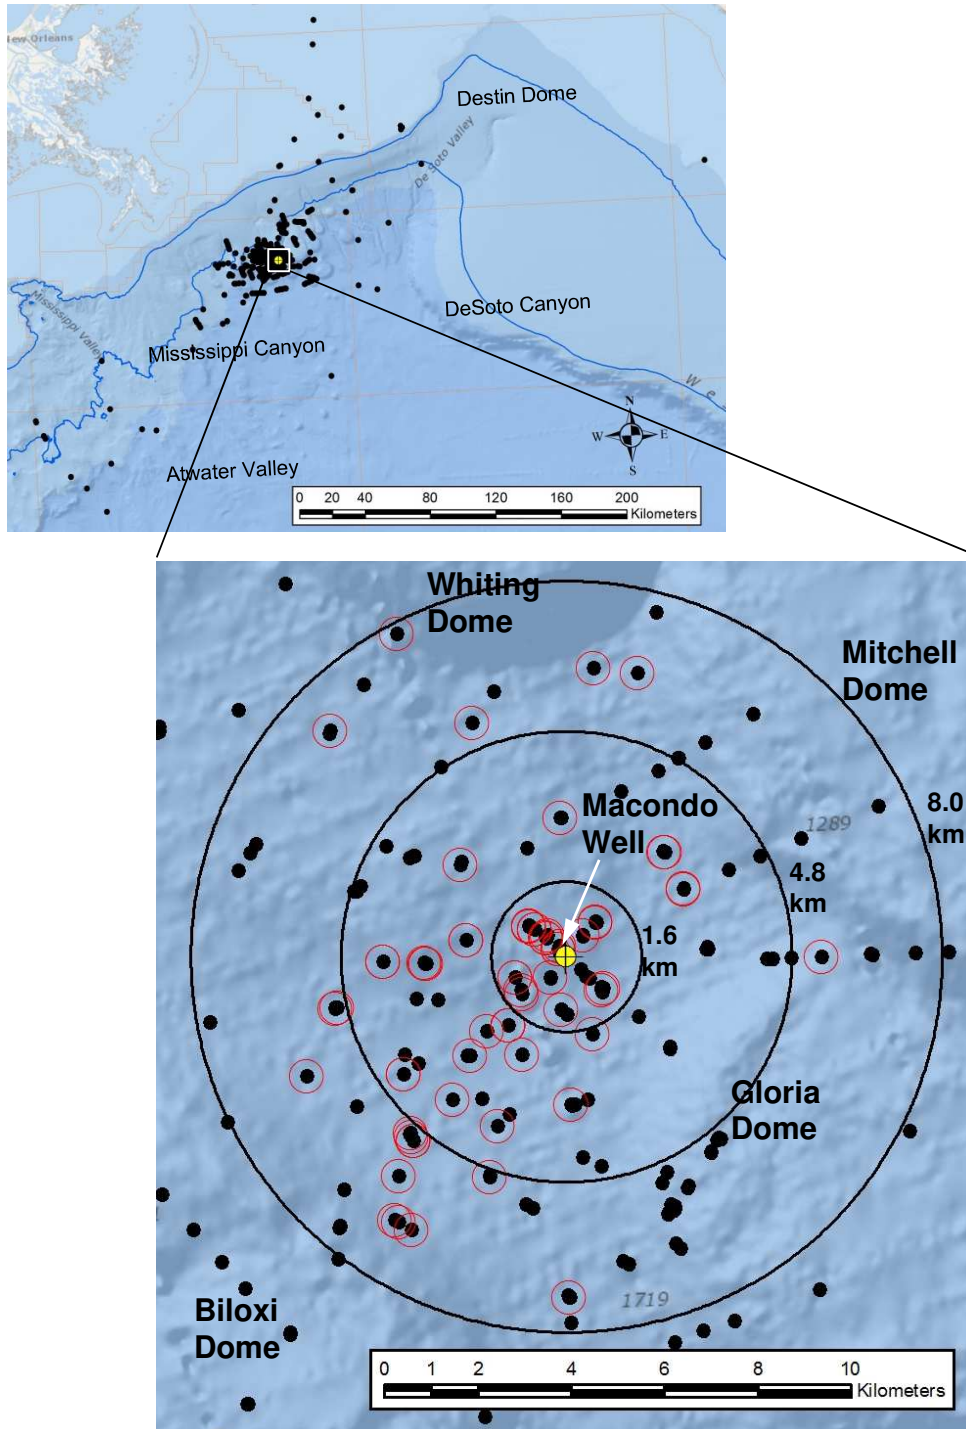 New Orleans
Destin Dome
De Soto Valley
DeSoto Canyon
Mississippi Valley
Mississippi Canyon
W e
N
W E
S
Atwater Valley
0 20 40 80 120 160 200
Kilometers
Whiting
Dome
Mitchell
Dome
Macondo
Well
8.0
km
1289
4.8
km
1.6
km
Gloria
Dome
Biloxi
Dome
1719
0 1 2 4 6 8 10
Kilometers